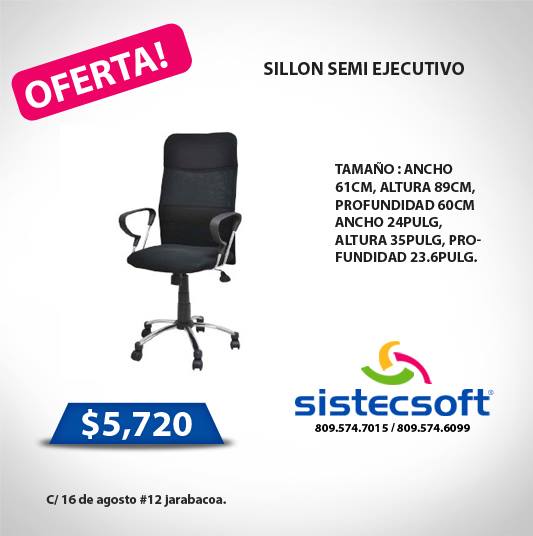 OFERTA!
SILLON SEMI EJECUTIVO
TAMAÑO : ANCHO
61CM, ALTURA 89CM,
PROFUNDIDAD 60CM
ANCHO 24PULG,
ALTURA 35PULG, PRO-
FUNDIDAD 23.6PULG.
sistecsoft®
809.574.7015 / 809.574.6099
$5,720
C/ 16 de agosto #12 jarabacoa.